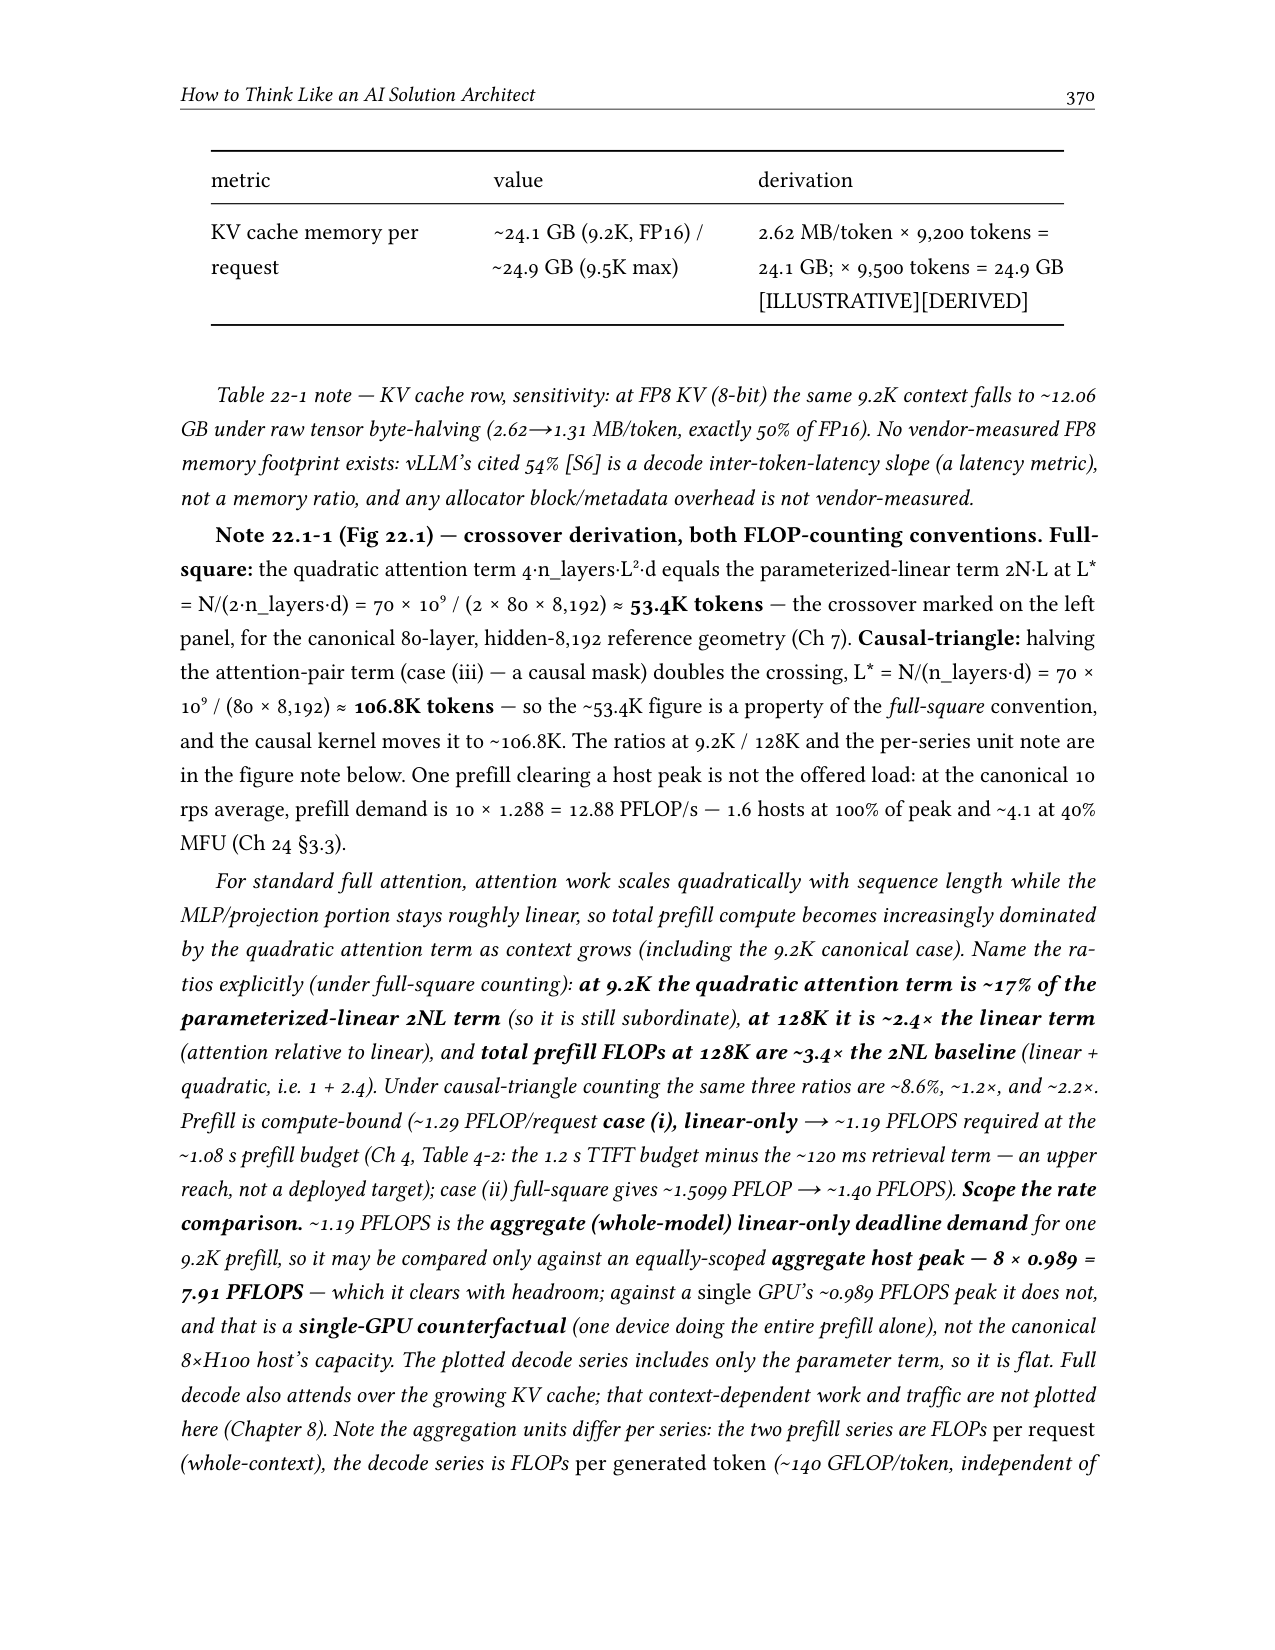 How to Think Like an AI Solution Architect 370
metric value derivation
KV cache memory per ~24.1 GB (9.2K, FP16) / 2.62 MB/token × 9,200 tokens =
request ~24.9 GB (9.5K max) 24.1 GB; × 9,500 tokens = 24.9 GB
[ILLUSTRATIVE][DERIVED]
Table 22-1 note — KV cache row, sensitivity: at FP8 KV (8-bit) the same 9.2K context falls to ~12.06
GB under raw tensor byte-halving (2.62⟶1.31 MB/token, exactly 50% of FP16). No vendor-measured FP8
memory footprint exists: vLLM’s cited 54% [S6] is a decode inter-token-latency slope (a latency metric),
not a memory ratio, and any allocator block/metadata overhead is not vendor-measured.
Note 22.1-1 (Fig 22.1) — crossover derivation, both FLOP-counting conventions. Full-
square: the quadratic attention term 4·n_layers·L²·d equals the parameterized-linear term 2N·L at L*
= N/(2·n_layers·d) = 70 × 10⁹ / (2 × 80 × 8,192) ≈ 53.4K tokens — the crossover marked on the left
panel, for the canonical 80-layer, hidden-8,192 reference geometry (Ch 7). Causal-triangle: halving
the attention-pair term (case (iii) — a causal mask) doubles the crossing, L* = N/(n_layers·d) = 70 ×
10⁹ / (80 × 8,192) ≈ 106.8K tokens — so the ~53.4K figure is a property of the full-square convention,
and the causal kernel moves it to ~106.8K. The ratios at 9.2K / 128K and the per-series unit note are
in the figure note below. One prefill clearing a host peak is not the offered load: at the canonical 10
rps average, prefill demand is 10 × 1.288 = 12.88 PFLOP/s — 1.6 hosts at 100% of peak and ~4.1 at 40%
MFU (Ch 24 §3.3).
For standard full attention, attention work scales quadratically with sequence length while the
MLP/projection portion stays roughly linear, so total prefill compute becomes increasingly dominated
by the quadratic attention term as context grows (including the 9.2K canonical case). Name the ra-
tios explicitly (under full-square counting): at 9.2K the quadratic attention term is ~17% of the
parameterized-linear 2NL term (so it is still subordinate), at 128K it is ~2.4× the linear term
(attention relative to linear), and total prefill FLOPs at 128K are ~3.4× the 2NL baseline (linear +
quadratic, i.e. 1 + 2.4). Under causal-triangle counting the same three ratios are ~8.6%, ~1.2×, and ~2.2×.
Prefill is compute-bound (~1.29 PFLOP/request case (i), linear-only ⟶ ~1.19 PFLOPS required at the
~1.08 s prefill budget (Ch 4, Table 4-2: the 1.2 s TTFT budget minus the ~120 ms retrieval term — an upper
reach, not a deployed target); case (ii) full-square gives ~1.5099 PFLOP ⟶ ~1.40 PFLOPS). Scope the rate
comparison. ~1.19 PFLOPS is the aggregate (whole-model) linear-only deadline demand for one
9.2K prefill, so it may be compared only against an equally-scoped aggregate host peak — 8 × 0.989 =
7.91 PFLOPS — which it clears with headroom; against a single GPU’s ~0.989 PFLOPS peak it does not,
and that is a single-GPU counterfactual (one device doing the entire prefill alone), not the canonical
8×H100 host’s capacity. The plotted decode series includes only the parameter term, so it is flat. Full
decode also attends over the growing KV cache; that context-dependent work and traffic are not plotted
here (Chapter 8). Note the aggregation units differ per series: the two prefill series are FLOPs per request
(whole-context), the decode series is FLOPs per generated token (~140 GFLOP/token, independent of